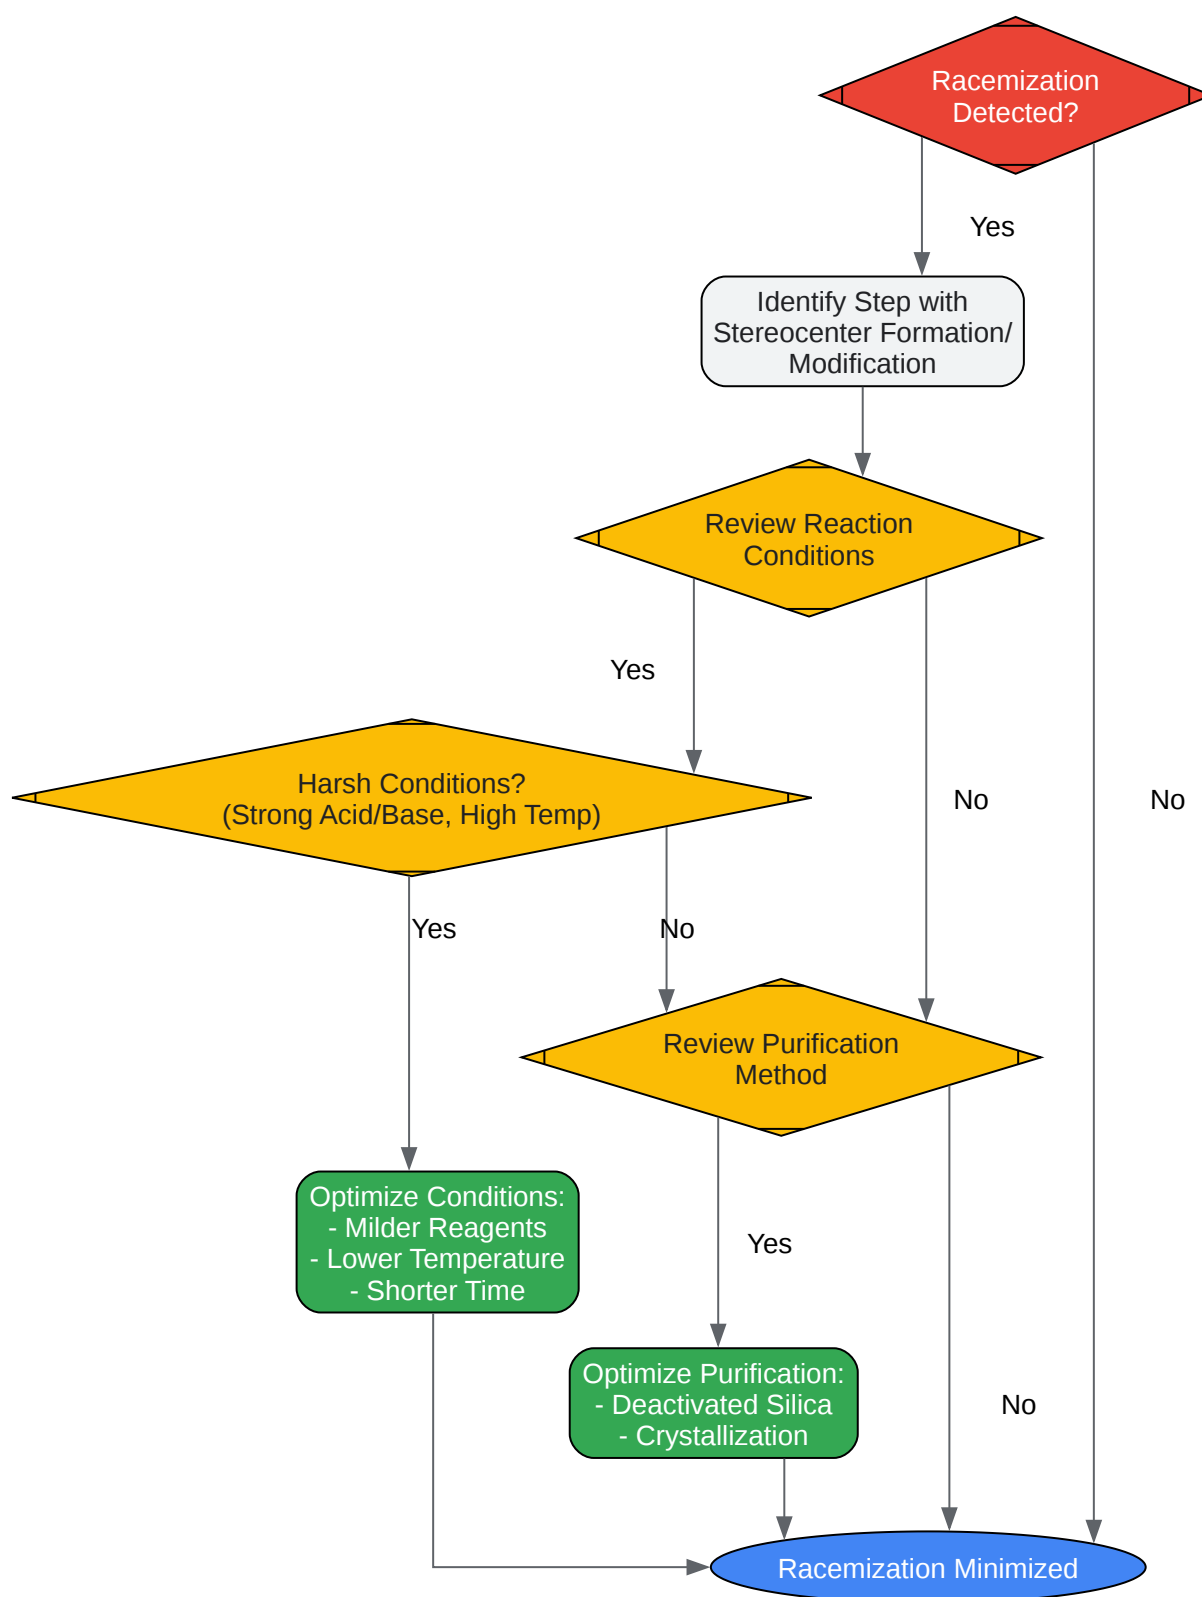 Racemization
Detected?
Yes
Identify Step with
Stereocenter Formation/
Modification
Review Reaction
Conditions
Yes
Harsh Conditions?
(Strong Acid/Base, High Temp)
No
No
Yes
No
Review Purification
Method
Optimize Conditions:
- Milder Reagents
- Lower Temperature
- Shorter Time
Yes
Optimize Purification:
- Deactivated Silica
- Crystallization
No
Racemization Minimized